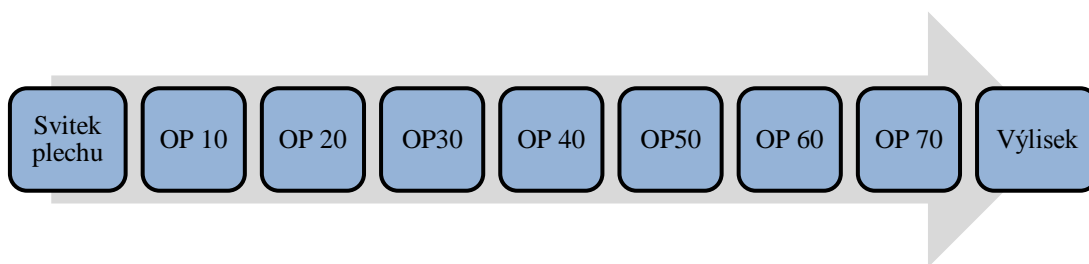 Svitek
plechu
OP 10
OP 20
OP30
OP 40
OP50
OP 60
OP 70
Výlisek